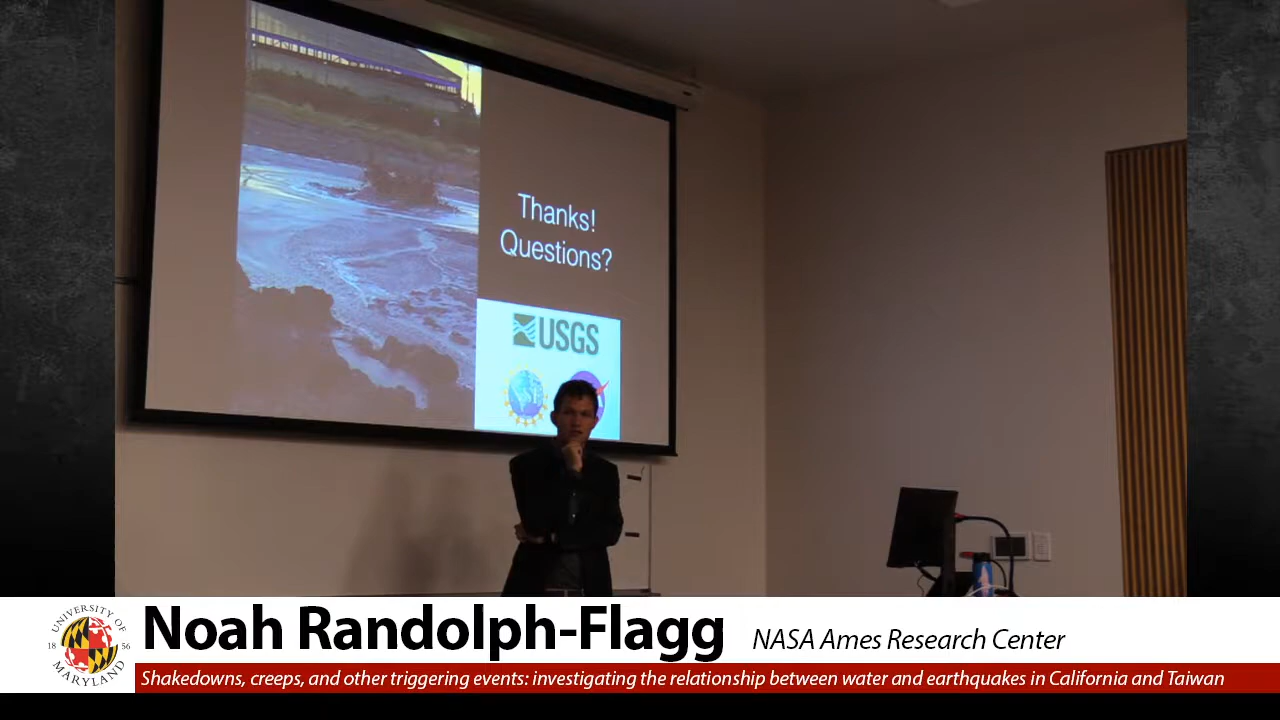 Thanks!
Questions?
USGS
UNIVERSITY OF
18 56
MARYLAND
Noah Randolph-Flagg NASA Ames Research Center
Shakedowns, creeps, and other triggering events: investigating the relationship between water and earthquakes in California and Taiwan